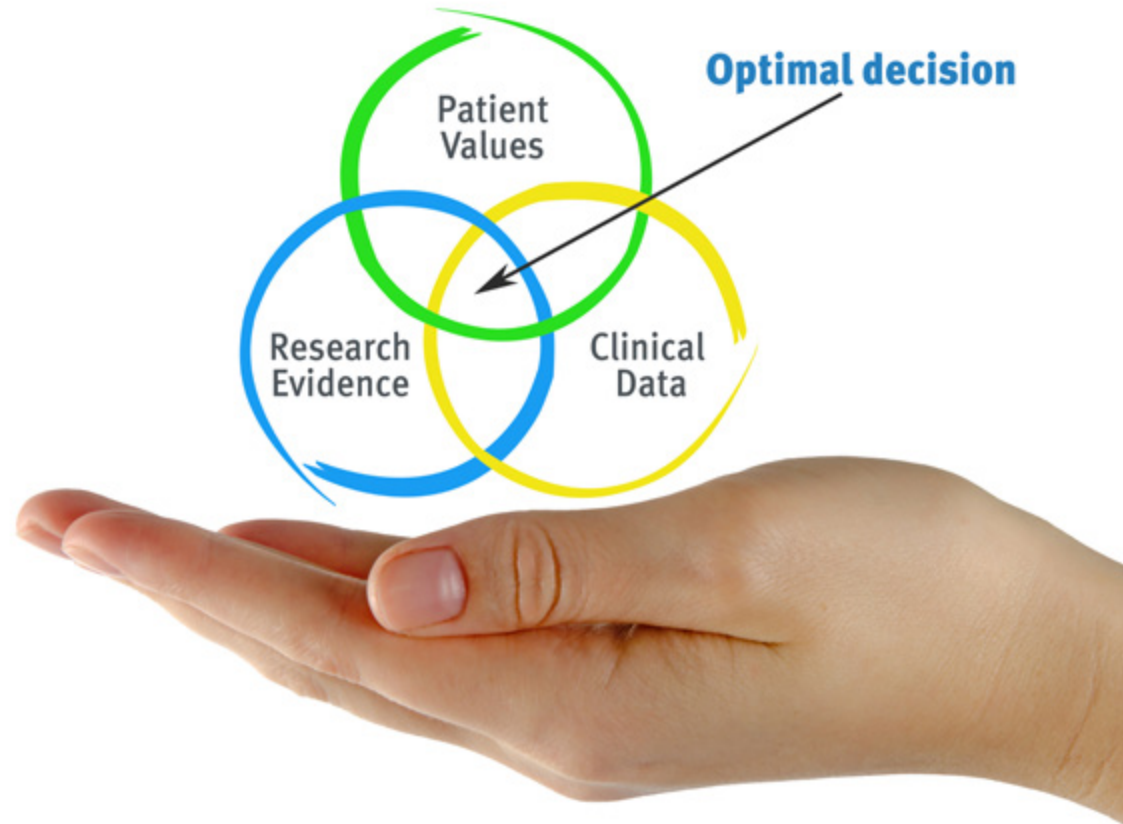 Optimal decision
Patient
Values
Research
Evidence
Clinical
Data